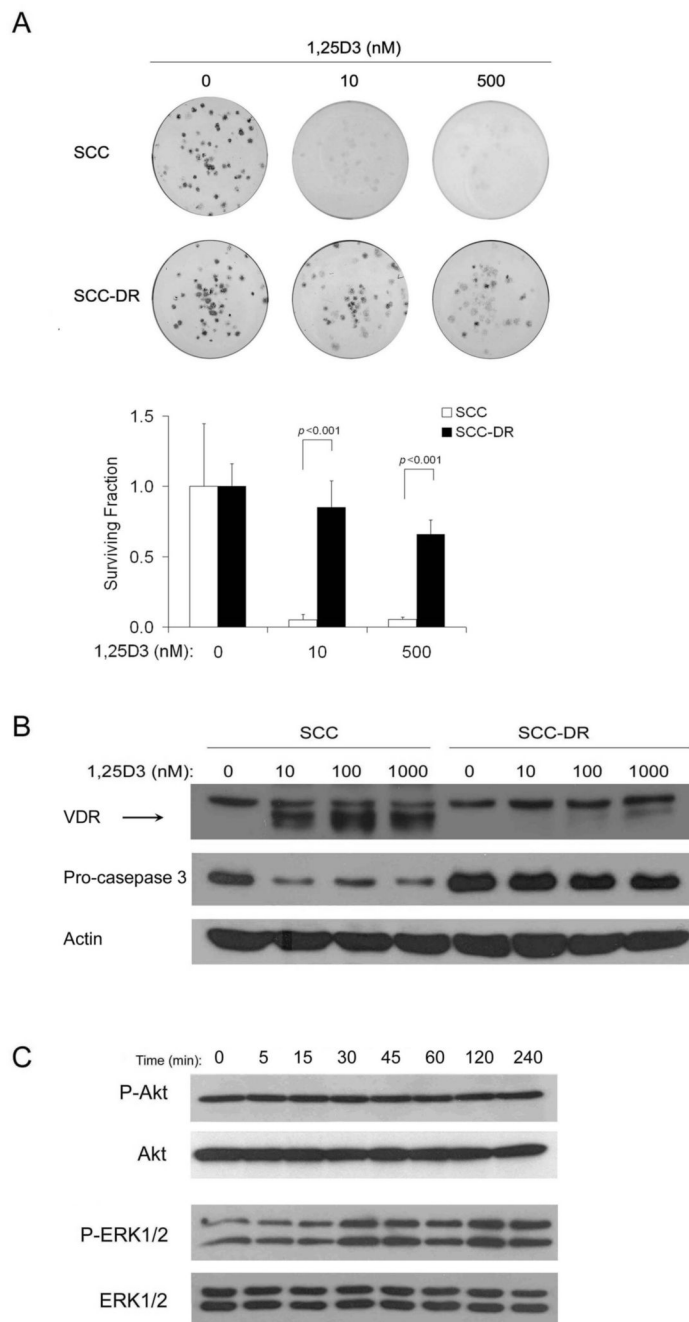 A
1,25D3 (nM)
0 10 500
SCC
SCC-DR
1.5
1.0
0.5
0.0
Surviving Fraction
SCC
SCC-DR
p<0.001
p<0.001
1,25D3 (nM): 0 10 500
B
SCC SCC-DR
1,25D3 (nM): 0 10 100 1000 0 10 100 1000
VDR
Pro-casepase 3
Actin
C
Time (min): 0 5 15 30 45 60 120 240
P-Akt
Akt
P-ERK1/2
ERK1/2